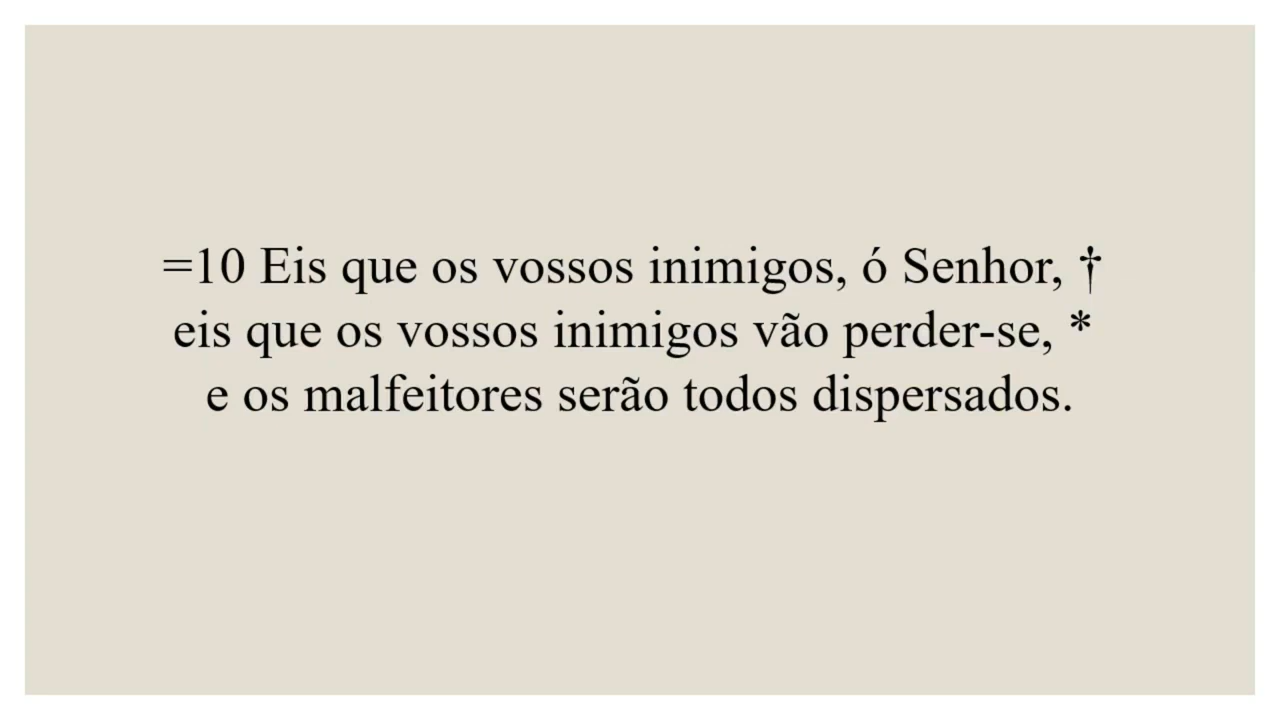 =10 Eis que os vossos inimigos, ó Senhor, †
eis que os vossos inimigos vão perder-se, *
e os malfeitores serão todos dispersados.